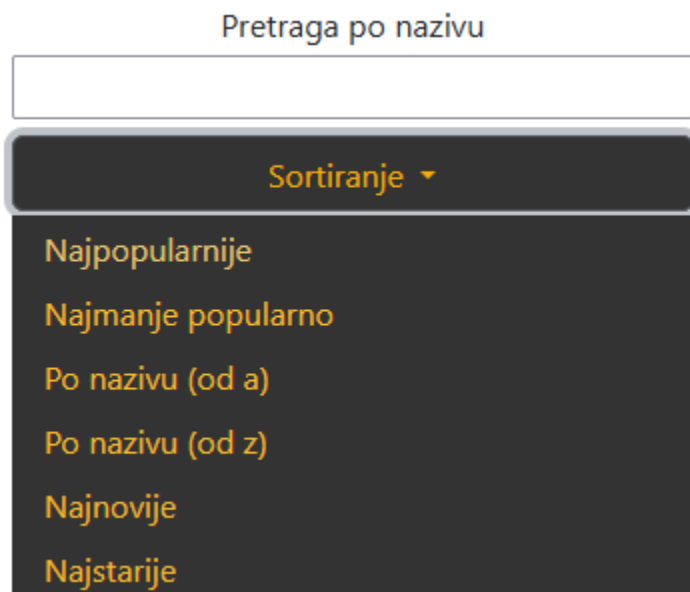 Pretraga po nazivu
Sortiranje
Najpopularnije
Najmanje popularno
Po nazivu (od a)
Po nazivu (od z)
Najnovije
Najstarije